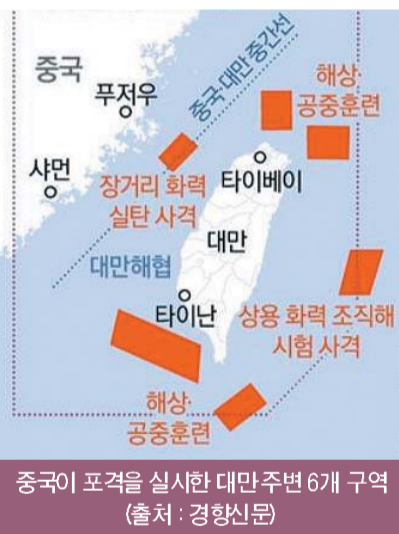 중국
푸저우
중국·대만 중간선
해상·
공중훈련
샤먼
장거리 화력
실탄 사격
타이베이
대만
대만해협
타이난
상용 화력 조직해
시험 사격
해상·
공중훈련
중국이 포격을 실시한 대만 주변 6개 구역
(출처 : 경향신문)